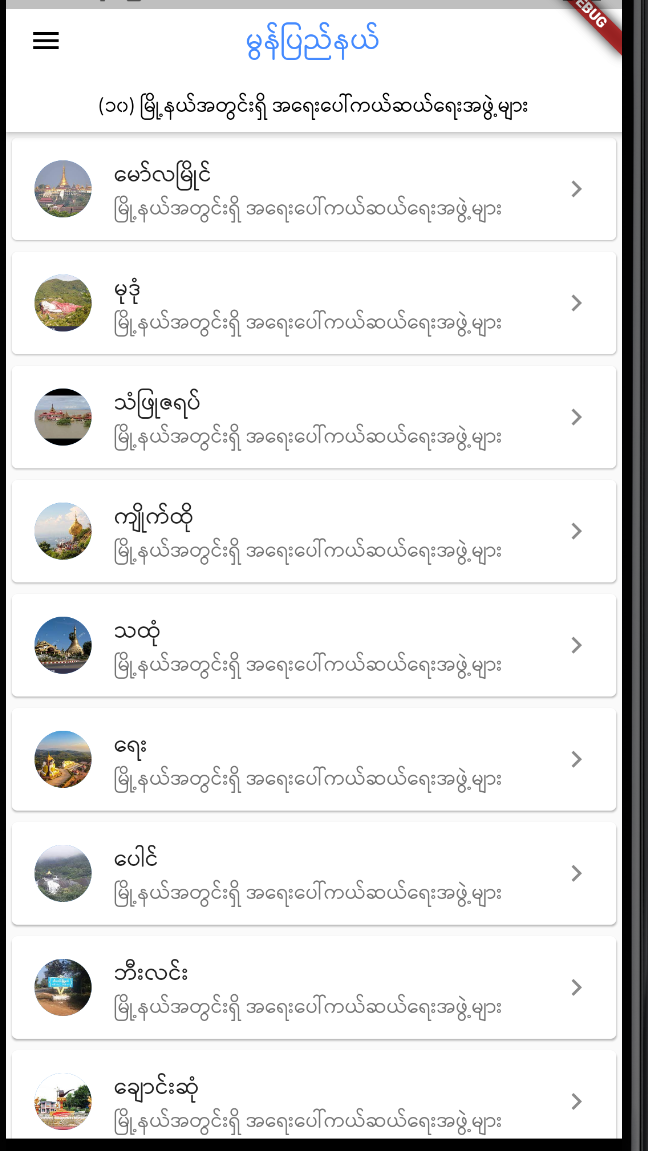 မွန်ပြည်နယ်
(၁၀) မြို့နယ်အတွင်းရှိ အရေးပေါ်ကယ်ဆယ်ရေးအဖွဲ့များ
မော်လမြိုင်
မြို့နယ်အတွင်းရှိ အရေးပေါ်ကယ်ဆယ်ရေးအဖွဲ့များ
မုဒုံ
မြို့နယ်အတွင်းရှိ အရေးပေါ်ကယ်ဆယ်ရေးအဖွဲ့များ
သံဖြူဇရပ်
မြို့နယ်အတွင်းရှိ အရေးပေါ်ကယ်ဆယ်ရေးအဖွဲ့များ
ကျိုက်ထို
မြို့နယ်အတွင်းရှိ အရေးပေါ်ကယ်ဆယ်ရေးအဖွဲ့များ
သထုံ
မြို့နယ်အတွင်းရှိ အရေးပေါ်ကယ်ဆယ်ရေးအဖွဲ့များ
ရေး
မြို့နယ်အတွင်းရှိ အရေးပေါ်ကယ်ဆယ်ရေးအဖွဲ့များ
ပေါင်
မြို့နယ်အတွင်းရှိ အရေးပေါ်ကယ်ဆယ်ရေးအဖွဲ့များ
ဘီးလင်း
မြို့နယ်အတွင်းရှိ အရေးပေါ်ကယ်ဆယ်ရေးအဖွဲ့များ
ချောင်းဆုံ
မြို့နယ်အတွင်းရှိ အရေးပေါ်ကယ်ဆယ်ရေးအဖွဲ့များ